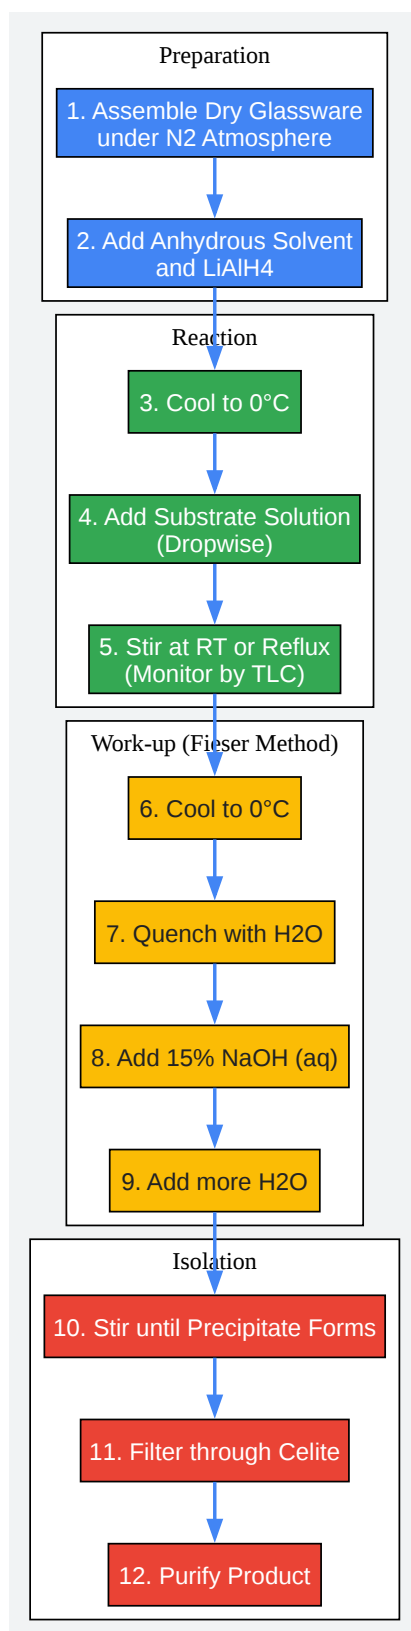 Preparation
1. Assemble Dry Glassware
under N2 Atmosphere
2. Add Anhydrous Solvent
and LiAlH4
Reaction
3. Cool to 0°C
4. Add Substrate Solution
(Dropwise)
5. Stir at RT or Reflux
(Monitor by TLC)
Work-up (Fieser Method)
6. Cool to 0°C
7. Quench with H2O
8. Add 15% NaOH (aq)
9. Add more H2O
Isolation
10. Stir until Precipitate Forms
11. Filter through Celite
12. Purify Product